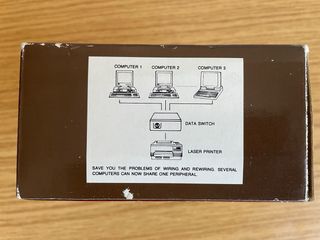 COMPUTER 1 COMPUTER 2 COMPUTER 3
DATA SWITCH
LASER PRINTER
SAVE YOU THE PROBLEMS OF WIRING AND REWIRING. SEVERAL
COMPUTERS CAN NOW SHARE ONE PERIPHERAL.